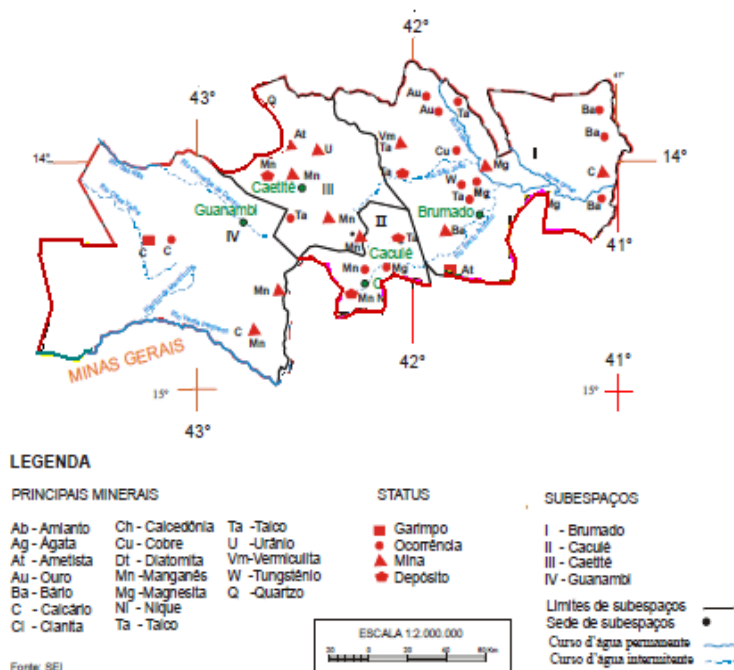 42°
43°
41°
Au
Au
Ta
Ba
Q
At
U
Vm
Ta
Cu
Ba
I
14°
Mn
Mn
Ta
Mg
C
14°
Caetité
III
W
Mg
Ta
Guanambi
Ta
Mn
II
Brumado
Mg
Ba
IV
Mn
Ta
Ba
41°
C
C
Caculé
Mn
Mg
At
Mn
C
Mn N
C
Mn
42°
41°
MINAS GERAIS
15°
15°
43°
LEGENDA
PRINCIPAIS MINERAIS
Ab - Amianto
Ag - Ágata
At - Ametista
Au - Ouro
Ba - Bário
C - Calcário
CI - Cianita
Ch - Calcedônia
Cu - Cobre
Dt - Diatomita
Mn -Manganês
Mg -Magnesita
NI - Nique
Ta - Talco
Ta -Talco
U -Urânio
Vm-Vermiculita
W -Tungstênio
Q -Quartzo
STATUS
Garimpo
Ocorrência
Mina
Depósito
SUBESPAÇOS
I - Brumado
II - Caculé
III - Caetité
IV - Guanambi
Limites de subespaços
Sede de subespaços
Curso d'água permanente
Curso d'água intermitente
ESCALA 1:2.000.000
Fonte: SEI